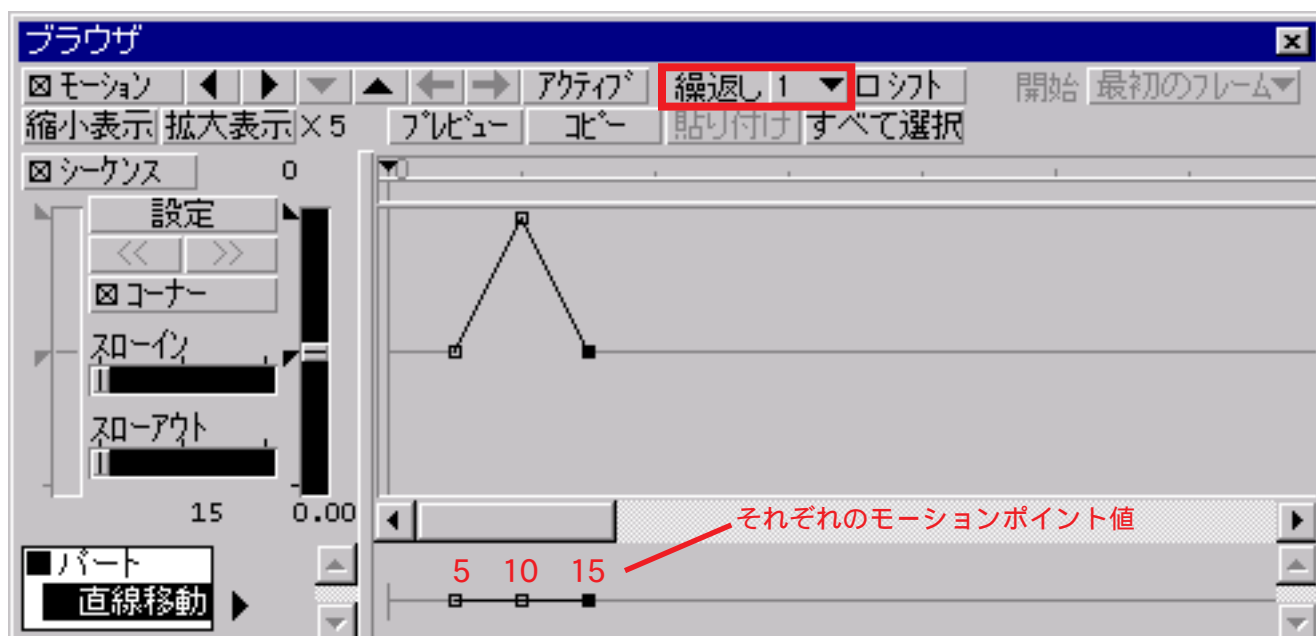 ブラウザ
モーション アクティブ 繰返し 1 シフト 開始 最初のフレーム
縮小表示 拡大表示 ×5 プレビュー コピー 貼り付け すべて選択
シーケンス 0 0
設定
<< >>
コーナー
スローイン
スローアウト
15 0.00
それぞれのモーションポイント値
パート 5 10 15
直線移動